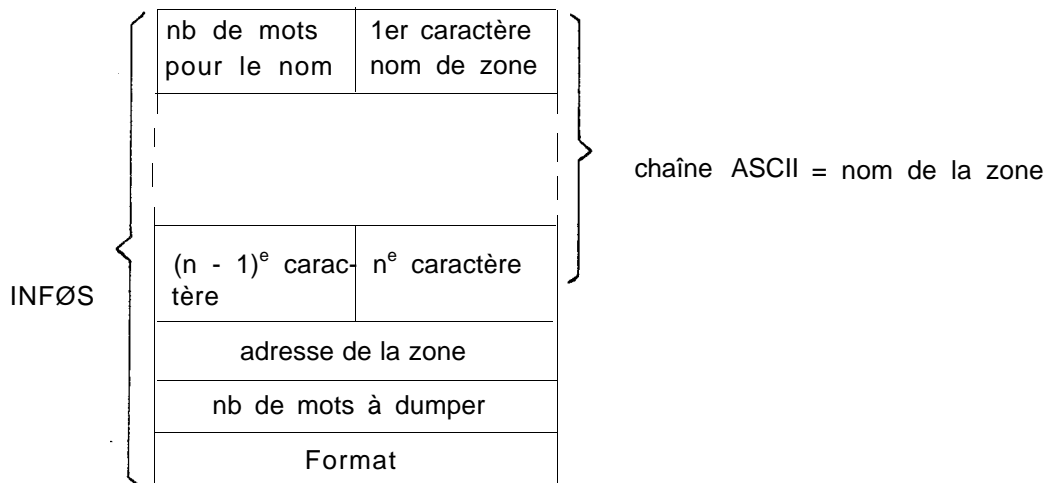 nb de mots
pour le nom
1er caractère
nom de zone
chaîne ASCII = nom de la zone
(n - 1)e carac-
tère
ne caractère
INFØS
adresse de la zone
nb de mots à dumper
Format